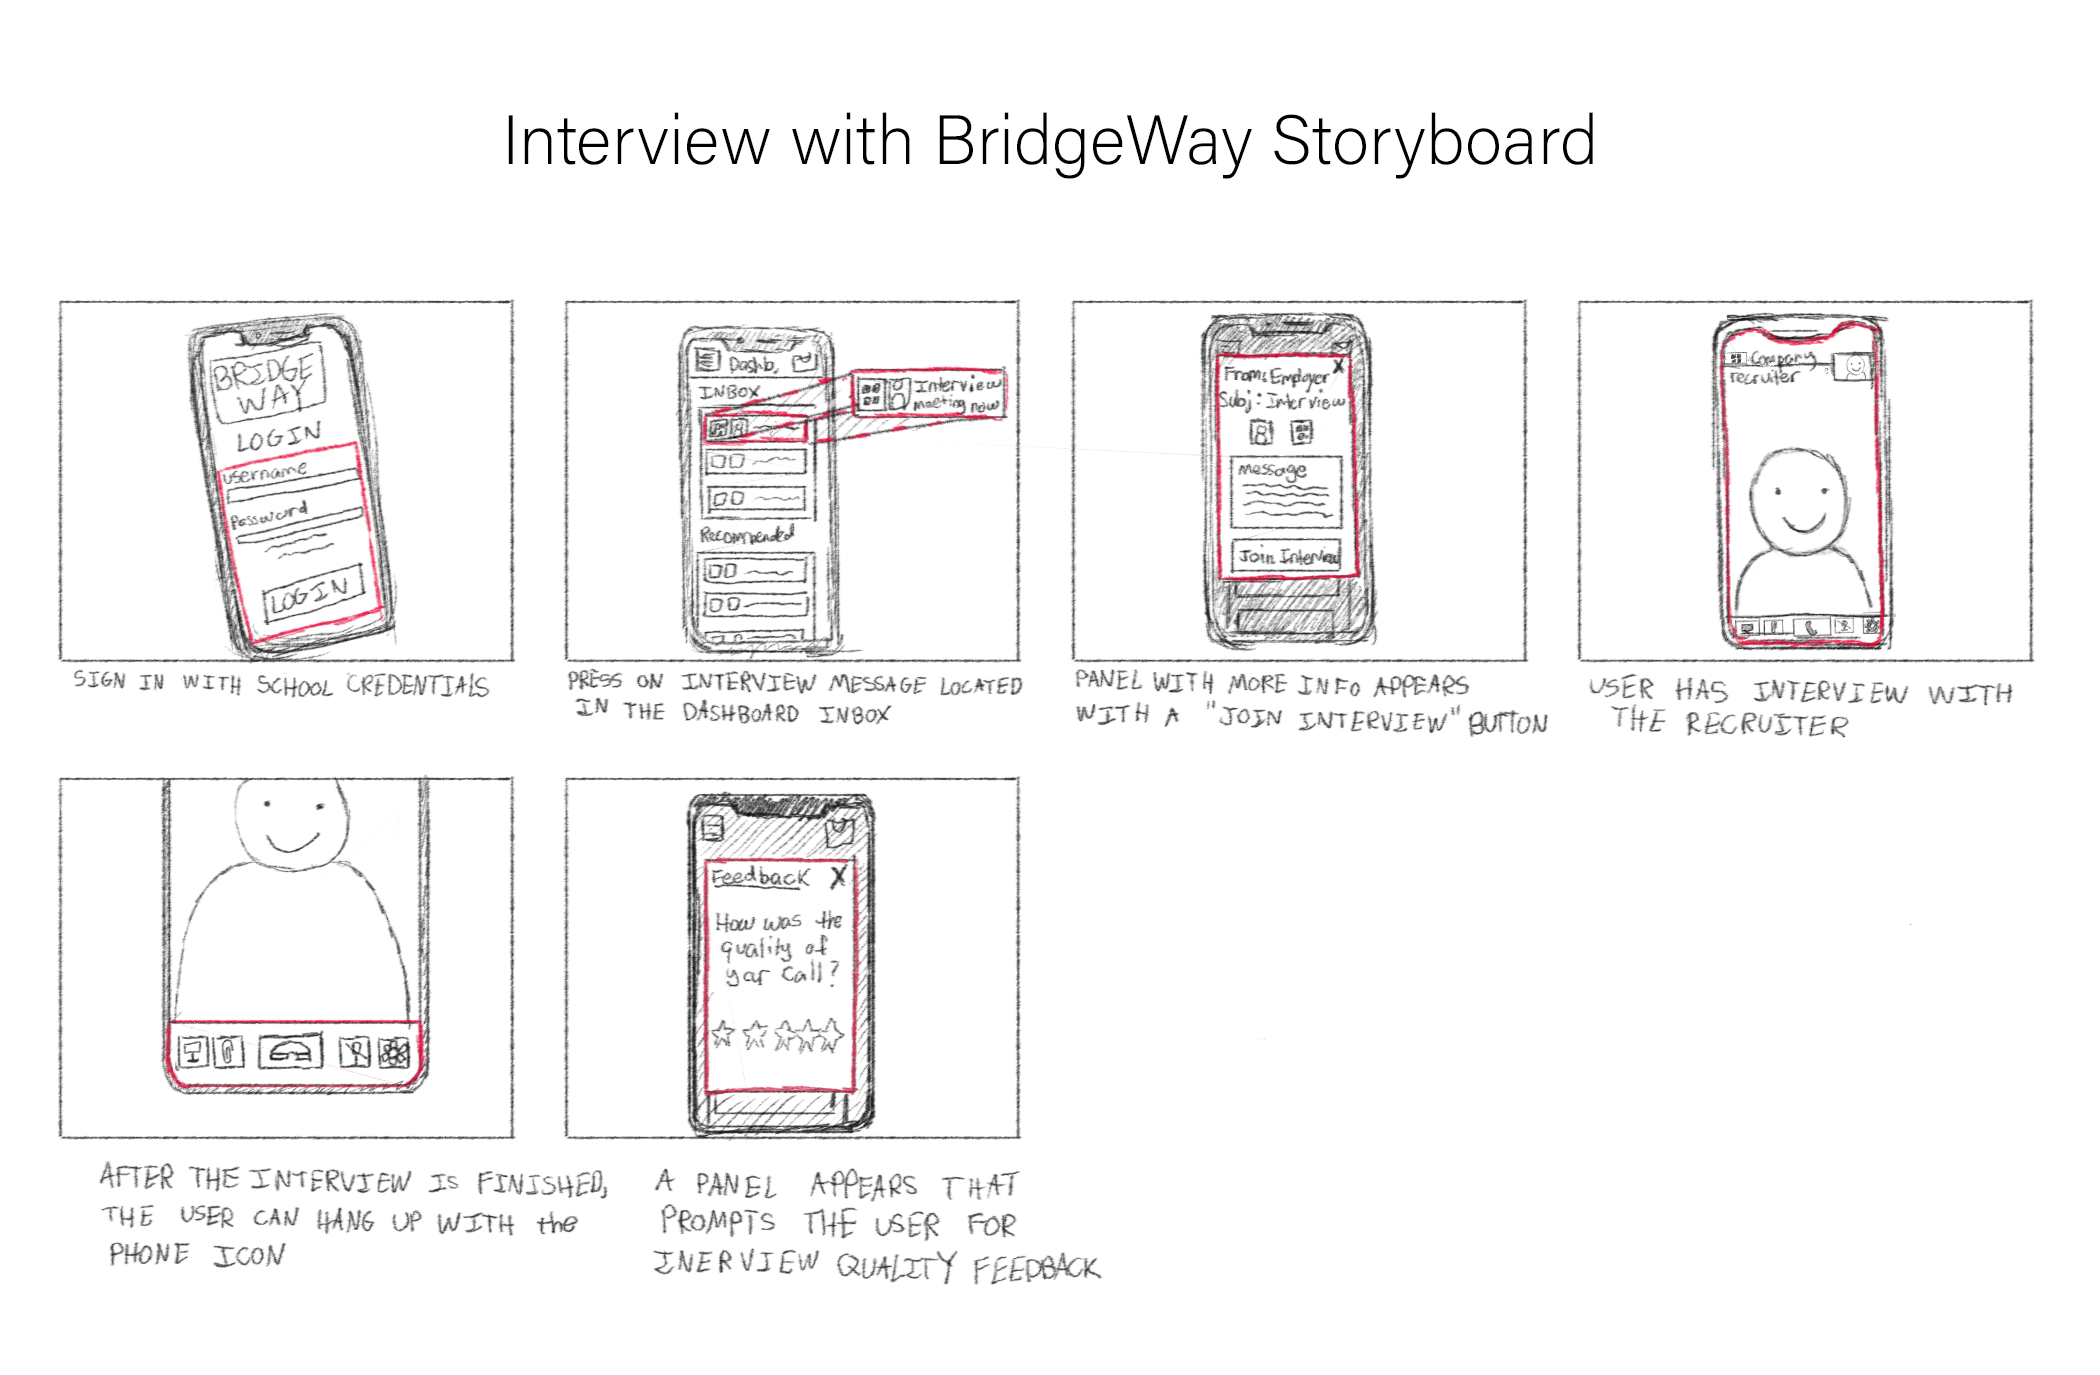 Interview with BridgeWay Storyboard
BRIDGE
WAY
LOGIN
username
Password
LOGIN
SIGN IN WITH SCHOOL CREDENTIALS
Dashb.
INBOX
Interview
meeting now
Recommended
PRESS ON INTERVIEW MESSAGE LOCATED
IN THE DASHBOARD INBOX
X
From: Employer
Subj: Interview
message
Join Interview
PANEL WITH MORE INFO APPEARS
WITH A "JOIN INTERVIEW" BUTTON
Company
recruiter
USER HAS INTERVIEW WITH
THE RECRUITER
AFTER THE INTERVIEW IS FINISHED,
THE USER CAN HANG UP WITH the
PHONE ICON
Feedback X
How was the
quality of
yor call?
A PANEL APPEARS THAT
PROMPTS THE USER FOR
INERVIEW QUALITY FEEDBACK